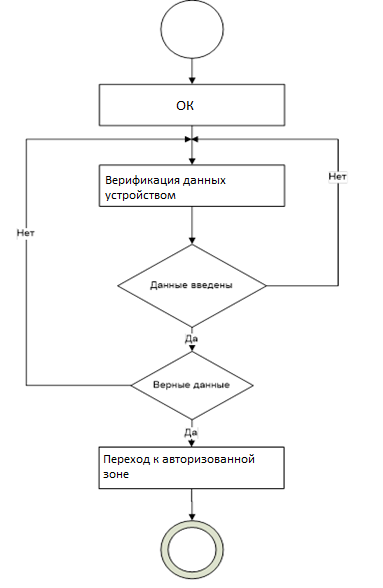 ОК
Верификация данных
устройством
Нет
Нет
Данные введены
Да
Верные данные
Да
Переход к авторизованной
зоне